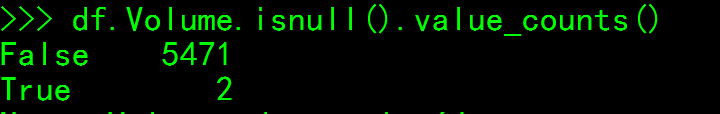 >>> df.Volume.isnull().value_counts()
False    5471
True        2